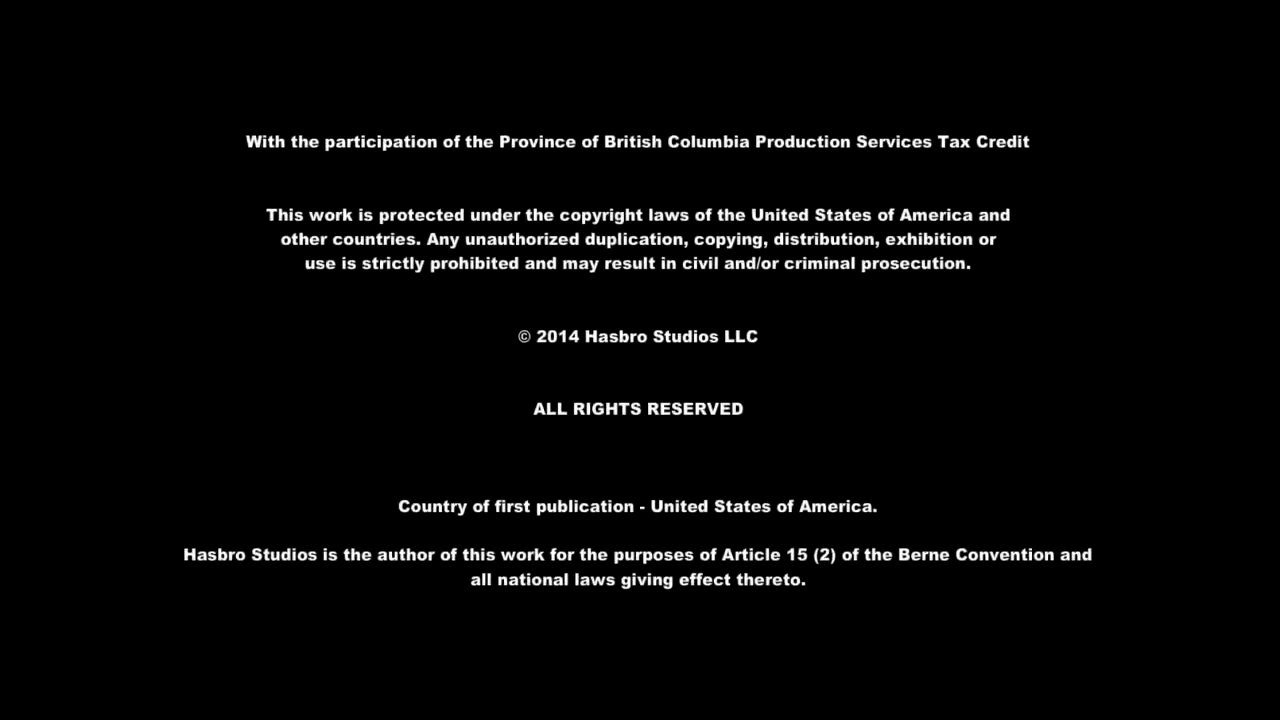 With the participation of the Province of British Columbia Production Services Tax Credit
This work is protected under the copyright laws of the United States of America and
other countries. Any unauthorized duplication, copying, distribution, exhibition or
use is strictly prohibited and may result in civil and/or criminal prosecution.
© 2014 Hasbro Studios LLC
ALL RIGHTS RESERVED
Country of first publication - United States of America.
Hasbro Studios is the author of this work for the purposes of Article 15 (2) of the Berne Convention and
all national laws giving effect thereto.